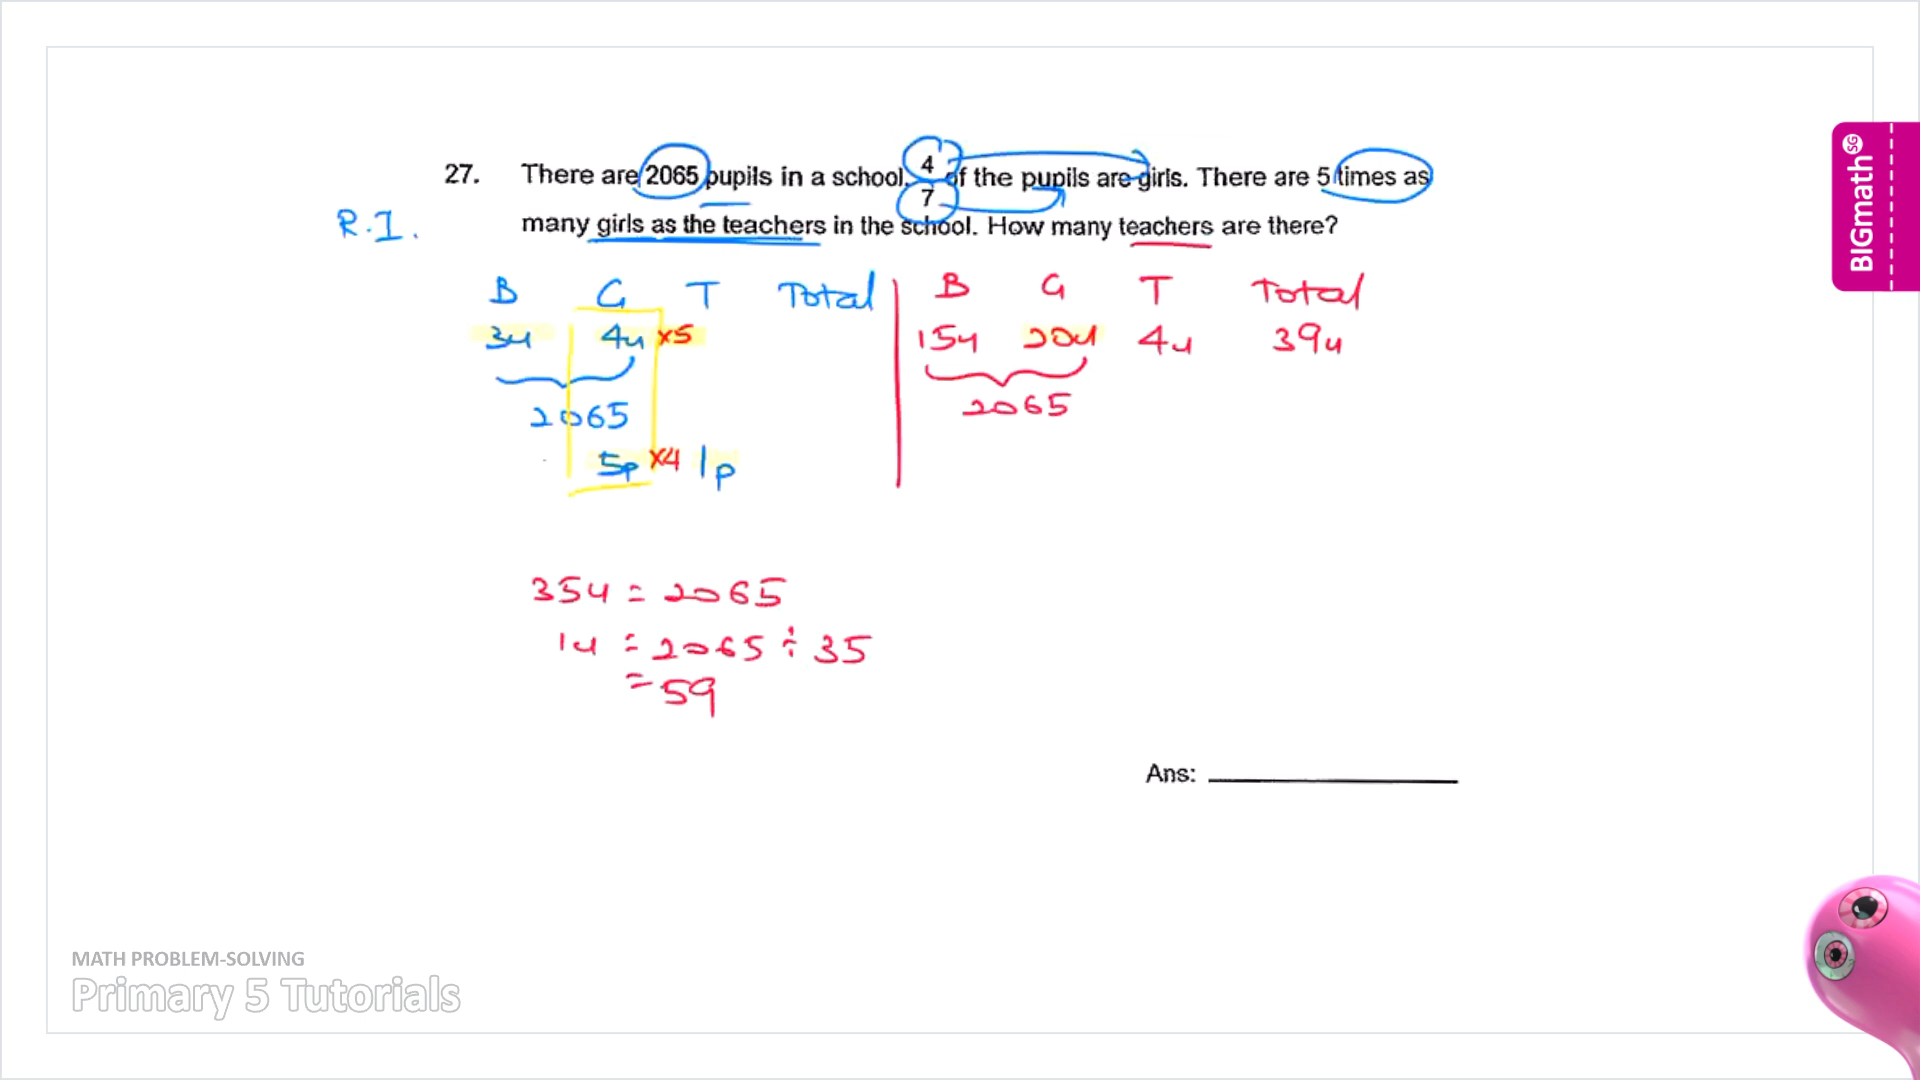 27. There are 2065 pupils in a school. 4/7 of the pupils are girls. There are 5 times as
many girls as the teachers in the school. How many teachers are there?
R.I.
B G T Total
3u 4u x5
2065
5p x4 1p
B G T Total
15u 20u 4u 39u
2065
35u = 2065
1u = 2065 ÷ 35
= 59
Ans:
MATH PROBLEM-SOLVING
Primary 5 Tutorials
BIGmath SG